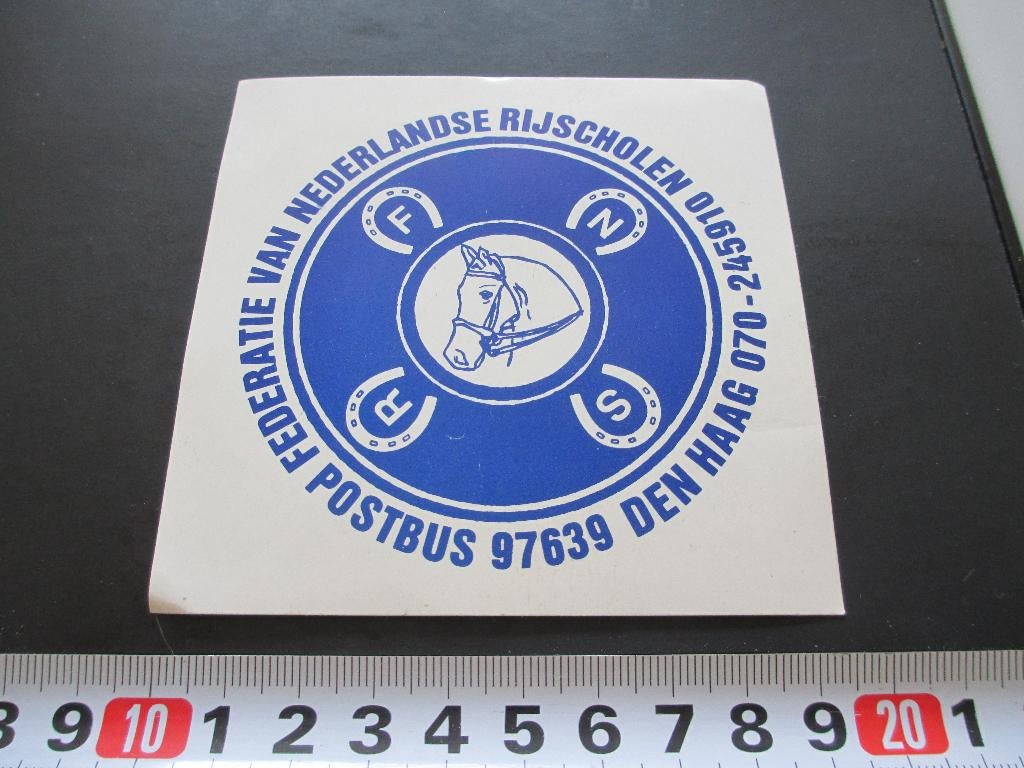 FEDERATIE VAN NEDERLANDSE RIJSCHOLEN
POSTBUS 97639 DEN HAAG 070 - 245910
F
N
R
S
8 9 10 1 2 3 4 5 6 7 8 9 20 1